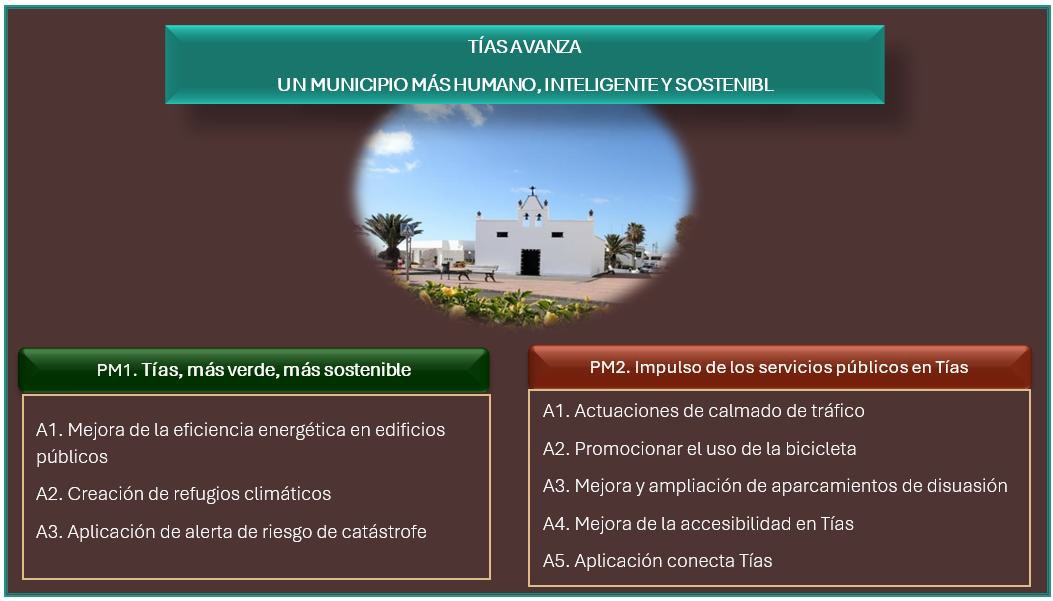 TÍAS AVANZA
UN MUNICIPIO MÁS HUMANO, INTELIGENTE Y SOSTENIBL
PM1. Tías, más verde, más sostenible
A1. Mejora de la eficiencia energética en edificios
públicos
A2. Creación de refugios climáticos
A3. Aplicación de alerta de riesgo de catástrofe
PM2. Impulso de los servicios públicos en Tías
A1. Actuaciones de calmado de tráfico
A2. Promocionar el uso de la bicicleta
A3. Mejora y ampliación de aparcamientos de disuasión
A4. Mejora de la accesibilidad en Tías
A5. Aplicación conecta Tías